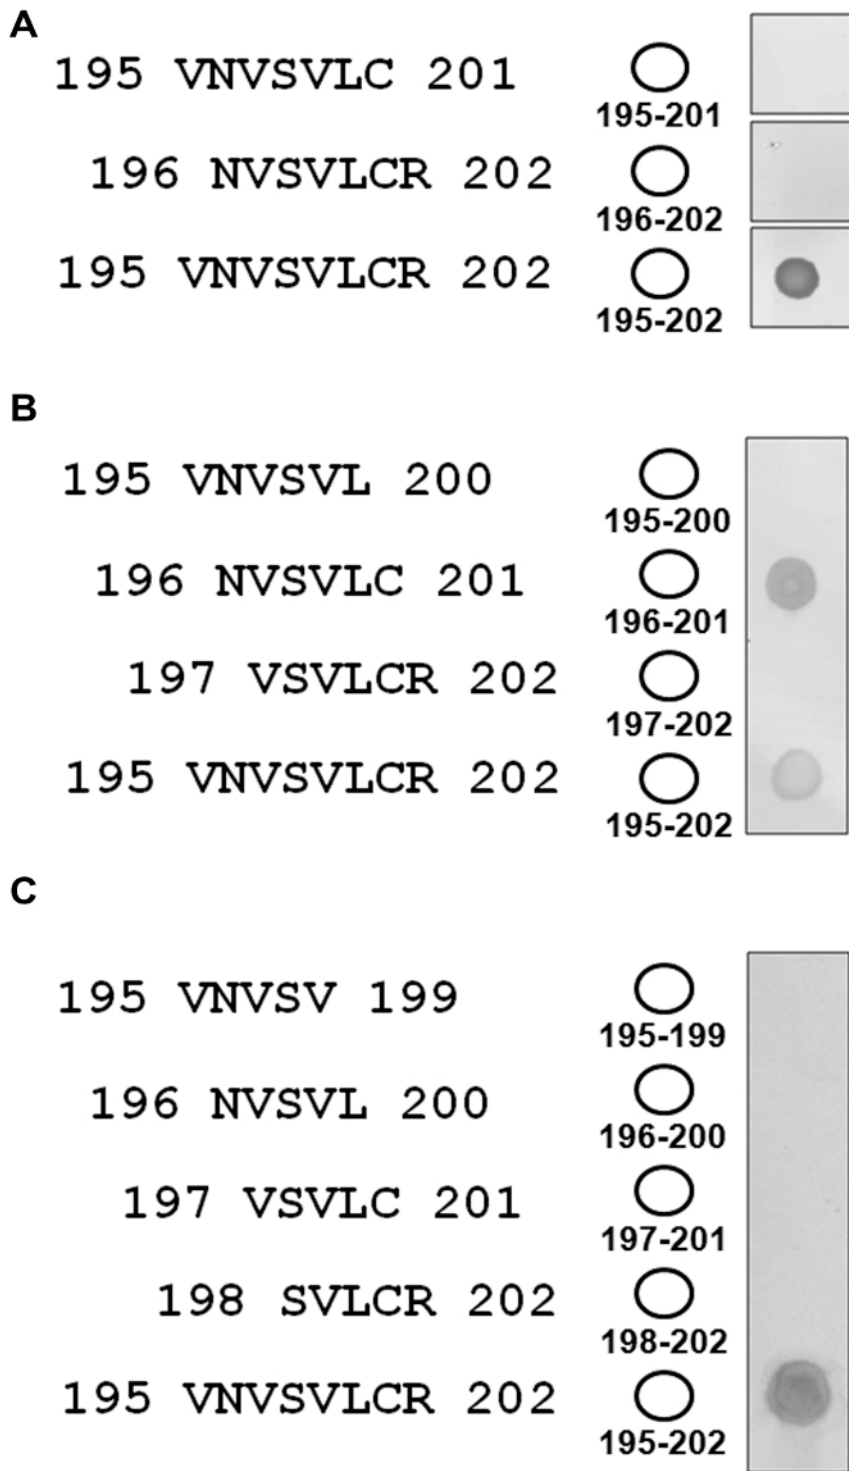 A
195 VNVSVLC 201
195-201
196 NVSVLCR 202
196-202
195 VNVSVLCR 202
195-202
B
195 VNVSVL 200
195-200
196 NVSVLC 201
196-201
197 VSVLCR 202
197-202
195 VNVSVLCR 202
195-202
C
195 VNVSV 199
195-199
196 NVSVL 200
196-200
197 VSVLC 201
197-201
198 SVLCR 202
198-202
195 VNVSVLCR 202
195-202